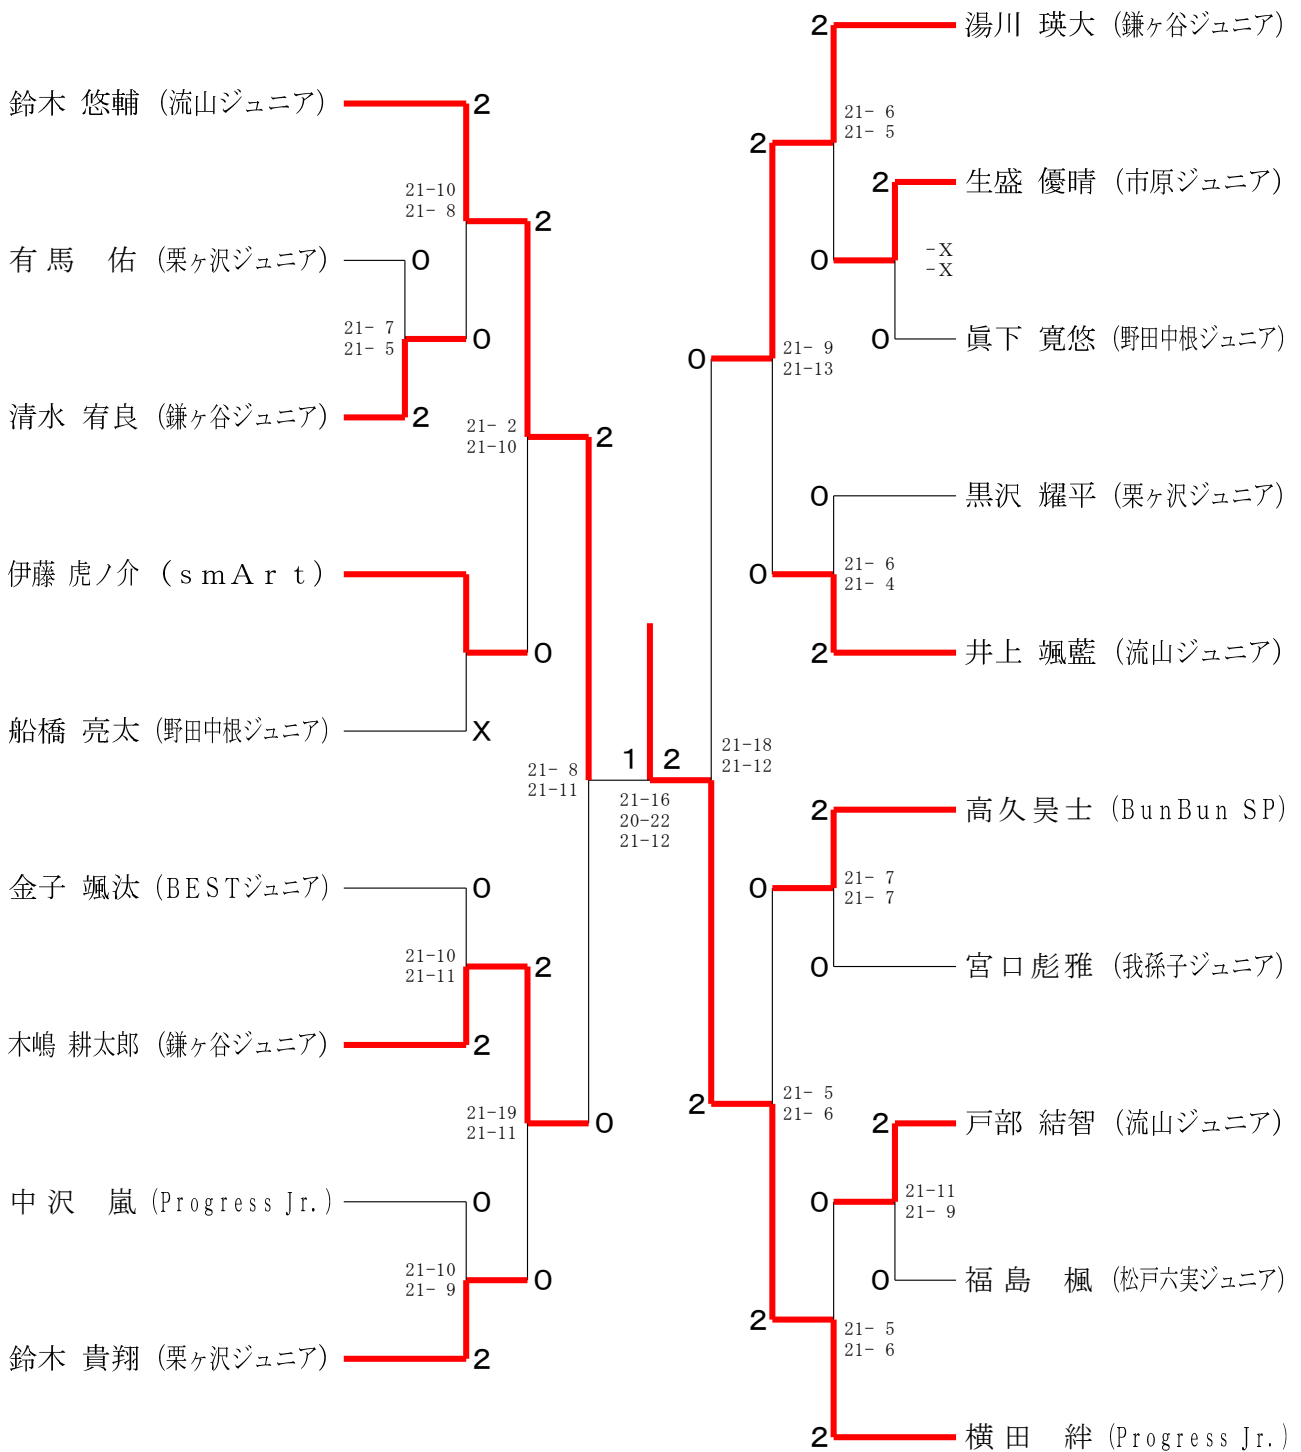 鈴木 悠輔 (流山ジュニア)
2
21-10
21- 8
2
有馬 佑 (栗ヶ沢ジュニア)
0
21- 7
21- 5
0
清水 宥良 (鎌ヶ谷ジュニア)
2
21- 2
21-10
2
伊藤 虎ノ介 (ｓｍＡｒｔ)
0
船橋 亮太 (野田中根ジュニア)
X
21- 8
21-11
金子 颯汰 (BESTジュニア)
0
21-10
21-11
2
木嶋 耕太郎 (鎌ヶ谷ジュニア)
2
21-19
21-11
0
中沢 嵐 (Progress Jr.)
0
21-10
21- 9
0
鈴木 貴翔 (栗ヶ沢ジュニア)
2
1 2
21-16
20-22
21-12
2 湯川 瑛大 (鎌ヶ谷ジュニア)
21- 6
21- 5
2
2 生盛 優晴 (市原ジュニア)
0
-X
-X
0 眞下 寛悠 (野田中根ジュニア)
0
21- 9
21-13
0 黒沢 耀平 (栗ヶ沢ジュニア)
0
21- 6
21- 4
2 井上 颯藍 (流山ジュニア)
21-18
21-12
2 高久昊士 (BunBun SP)
0
21- 7
21- 7
0 宮口彪雅 (我孫子ジュニア)
2
21- 5
21- 6
2 戸部 結智 (流山ジュニア)
0
21-11
21- 9
0 福島 楓 (松戸六実ジュニア)
2
21- 5
21- 6
2 横田 絆 (Progress Jr.)